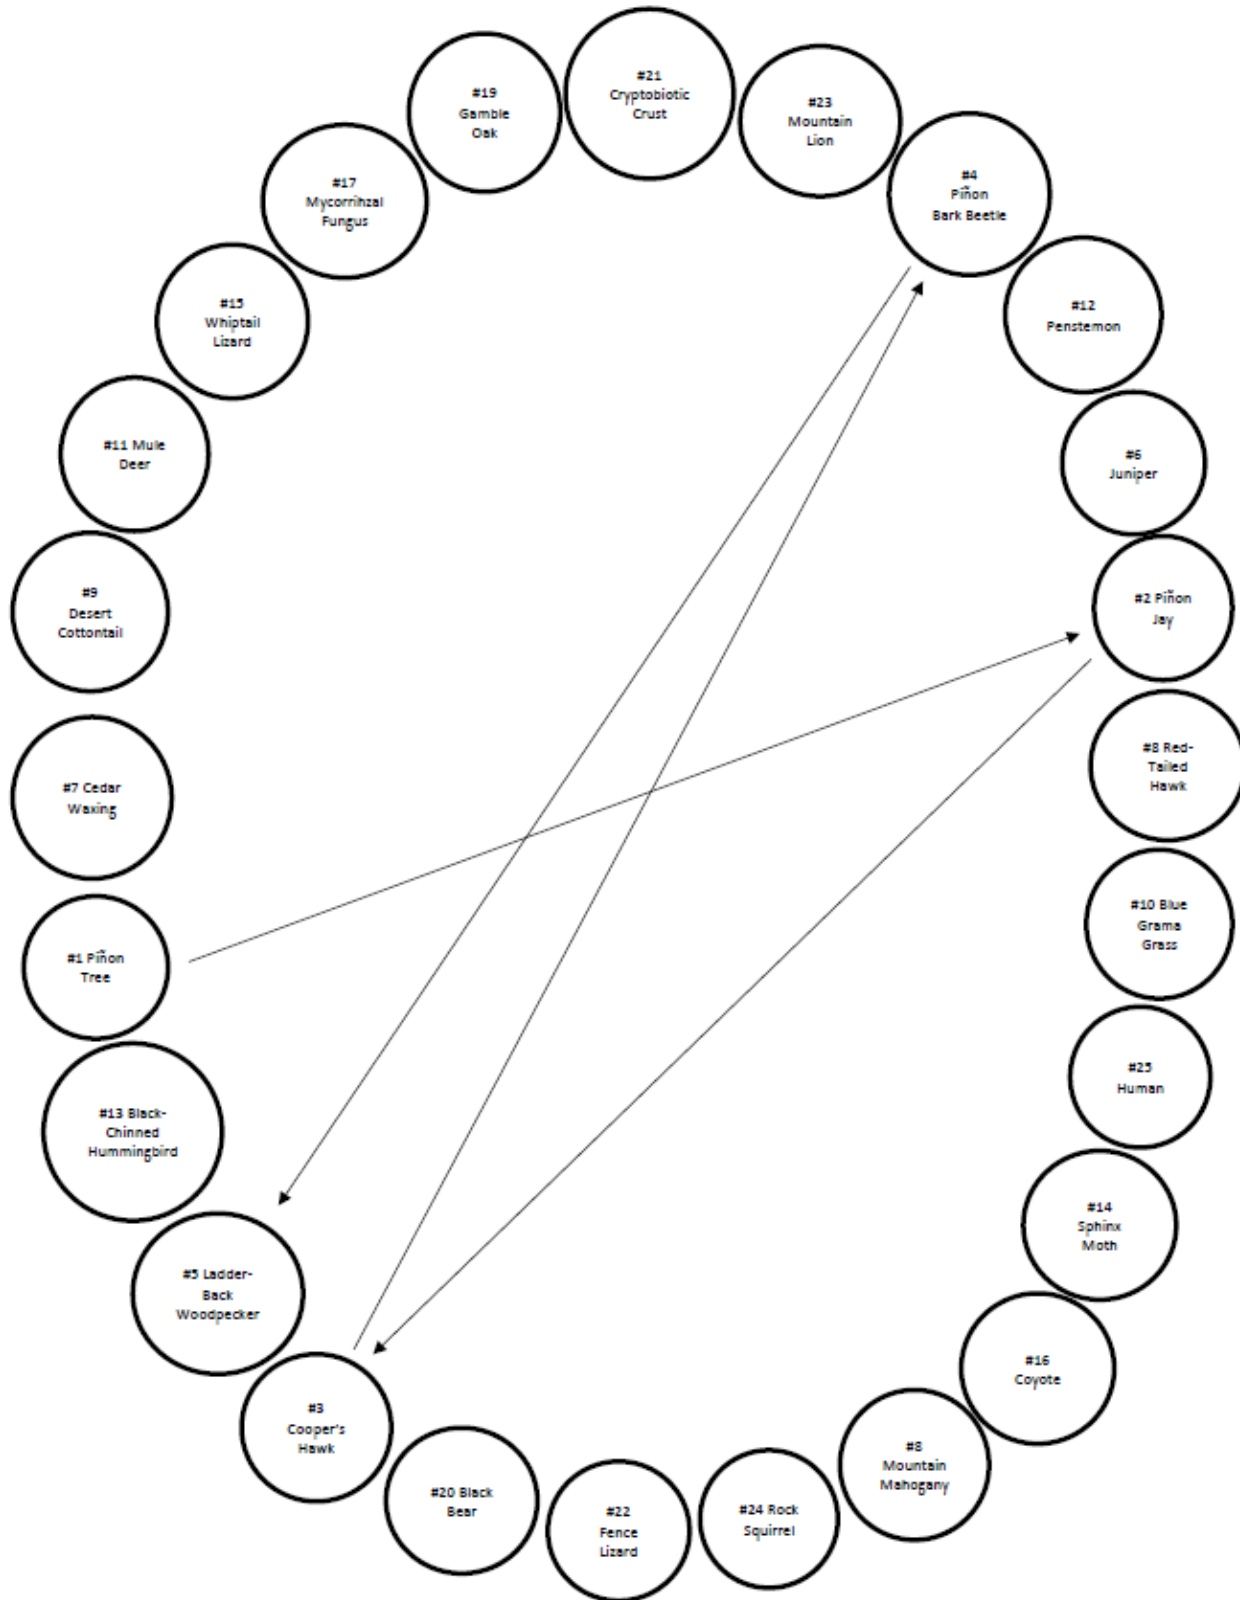 #21
Cryptobiotic
Crust
#23
Mountain
Lion
#4
Piñon
Bark Beetle
#12
Penstemon
#6
Juniper
#2 Piñon
Jay
#8 Red-
Tailed
Hawk
#10 Blue
Grama
Grass
#25
Human
#14
Sphinx
Moth
#16
Coyote
#8
Mountain
Mahogany
#24 Rock
Squirrel
#22
Fence
Lizard
#20 Black
Bear
#3
Cooper's
Hawk
#5 Ladder-
Back
Woodpecker
#13 Black-
Chinned
Hummingbird
#1 Piñon
Tree
#7 Cedar
Waxing
#9
Desert
Cottontail
#11 Mule
Deer
#15
Whiptail
Lizard
#17
Mycorrihzal
Fungus
#19
Gamble
Oak